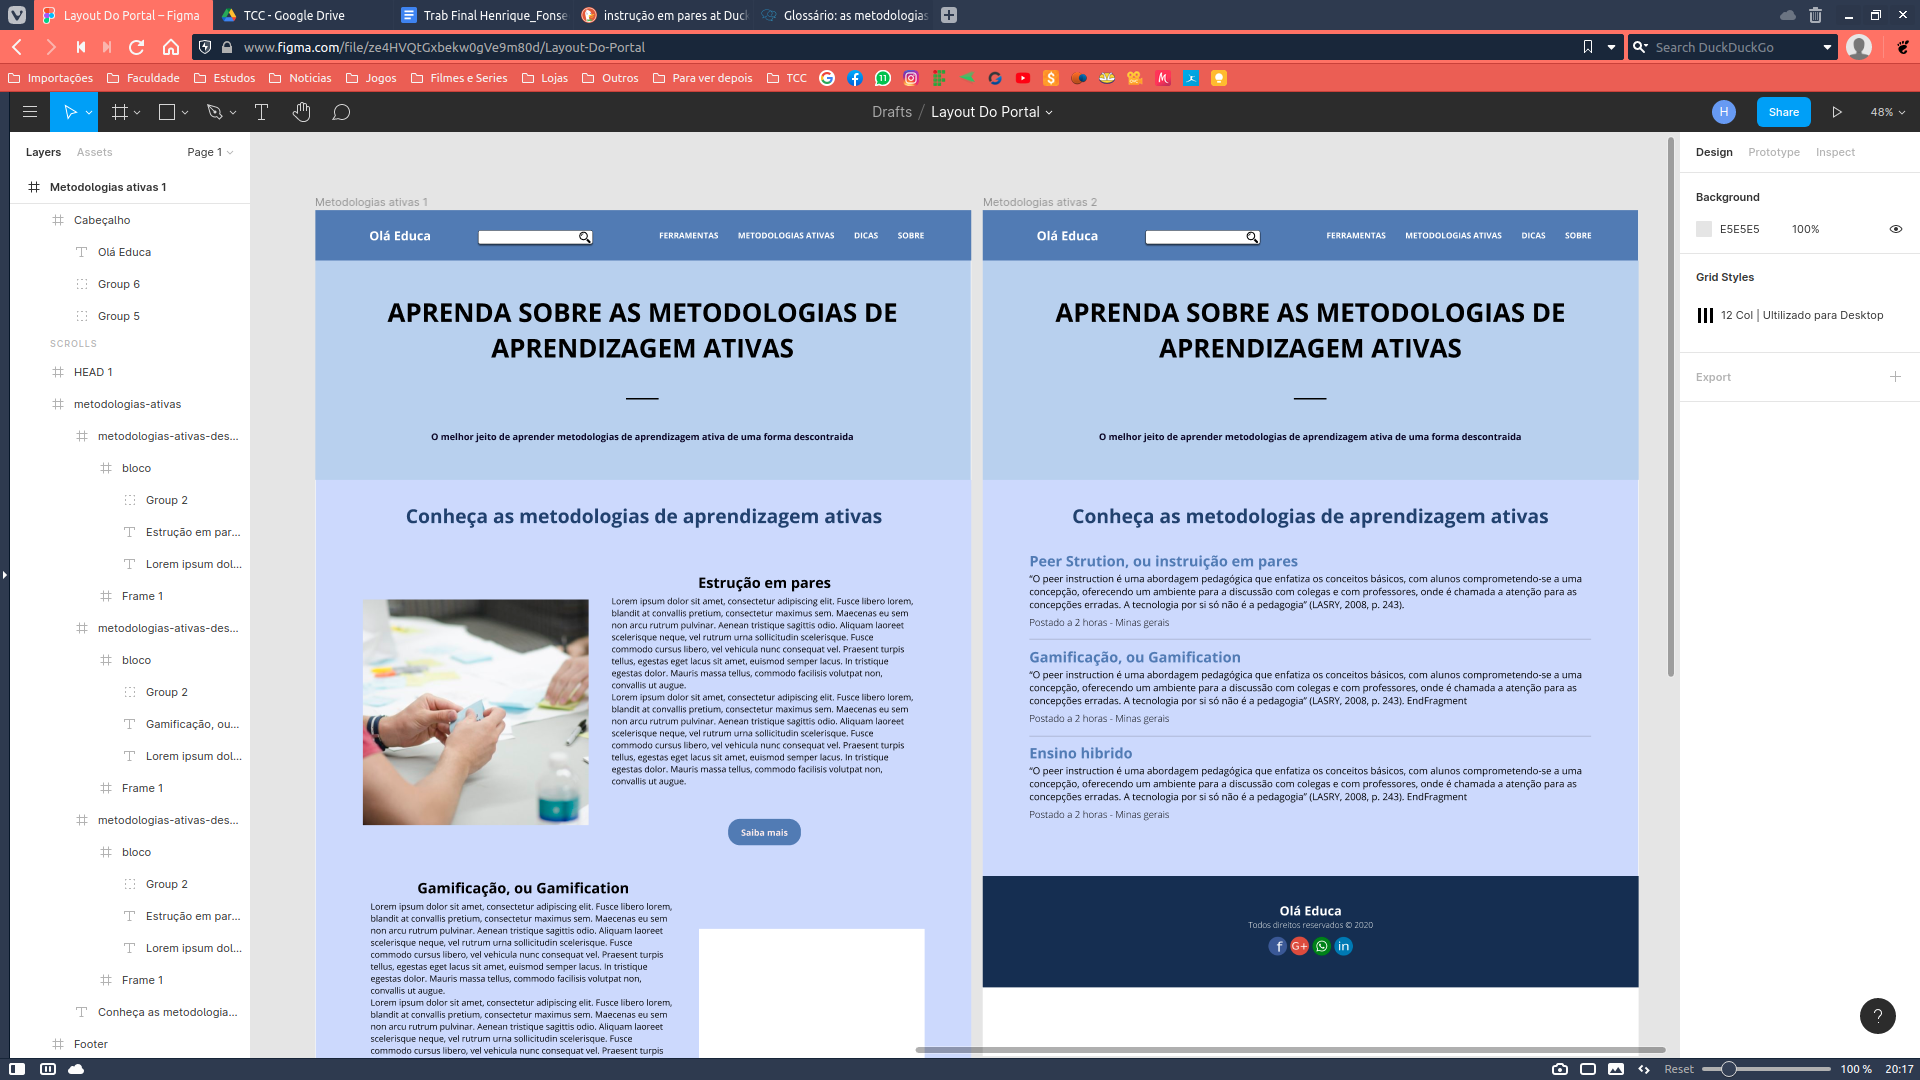 Layout Do Portal – Figma
TCC - Google Drive
Trab Final Henrique_Fonse
instrução em pares at Duck
Glossário: as metodologias
www.figma.com/file/ze4HVQtGxbekw0gVe9m80d/Layout-Do-Portal
Search DuckDuckGo
Importações
Faculdade
Estudos
Noticias
Jogos
Filmes e Series
Lojas
Outros
Para ver depois
TCC
Drafts / Layout Do Portal
H
Share
48%
Layers
Assets
Page 1
Metodologias ativas 1
Cabeçalho
Olá Educa
Group 6
Group 5
SCROLLS
HEAD 1
metodologias-ativas
metodologias-ativas-des...
bloco
Group 2
Estrução em par...
Lorem ipsum dol...
Frame 1
metodologias-ativas-des...
bloco
Group 2
Gamificação, ou...
Lorem ipsum dol...
Frame 1
metodologias-ativas-des...
bloco
Group 2
Estrução em par...
Lorem ipsum dol...
Frame 1
Conheça as metodologia...
Footer
Metodologias ativas 1
Olá Educa
FERRAMENTAS
METODOLOGIAS ATIVAS
DICAS
SOBRE
APRENDA SOBRE AS METODOLOGIAS DE
APRENDIZAGEM ATIVAS
O melhor jeito de aprender metodologias de aprendizagem ativa de uma forma descontraida
Conheça as metodologias de aprendizagem ativas
Estrução em pares
Lorem ipsum dolor sit amet, consectetur adipiscing elit. Fusce libero lorem,
blandit at convallis pretium, consectetur maximus sem. Maecenas eu sem
non arcu rutrum pulvinar. Aenean tristique sagittis odio. Aliquam laoreet
scelerisque neque, vel rutrum urna sollicitudin scelerisque. Fusce
commodo cursus libero, vel vehicula nunc consequat vel. Praesent turpis
tellus, egestas eget lacus sit amet, euismod semper lacus. In tristique
egestas dolor. Mauris massa tellus, commodo facilisis volutpat non,
convallis ut augue.
Lorem ipsum dolor sit amet, consectetur adipiscing elit. Fusce libero lorem,
blandit at convallis pretium, consectetur maximus sem. Maecenas eu sem
non arcu rutrum pulvinar. Aenean tristique sagittis odio. Aliquam laoreet
scelerisque neque, vel rutrum urna sollicitudin scelerisque. Fusce
commodo cursus libero, vel vehicula nunc consequat vel. Praesent turpis
tellus, egestas eget lacus sit amet, euismod semper lacus. In tristique
egestas dolor. Mauris massa tellus, commodo facilisis volutpat non,
convallis ut augue.
Saiba mais
Gamificação, ou Gamification
Lorem ipsum dolor sit amet, consectetur adipiscing elit. Fusce libero lorem,
blandit at convallis pretium, consectetur maximus sem. Maecenas eu sem
non arcu rutrum pulvinar. Aenean tristique sagittis odio. Aliquam laoreet
scelerisque neque, vel rutrum urna sollicitudin scelerisque. Fusce
commodo cursus libero, vel vehicula nunc consequat vel. Praesent turpis
tellus, egestas eget lacus sit amet, euismod semper lacus. In tristique
egestas dolor. Mauris massa tellus, commodo facilisis volutpat non,
convallis ut augue.
Lorem ipsum dolor sit amet, consectetur adipiscing elit. Fusce libero lorem,
blandit at convallis pretium, consectetur maximus sem. Maecenas eu sem
non arcu rutrum pulvinar. Aenean tristique sagittis odio. Aliquam laoreet
scelerisque neque, vel rutrum urna sollicitudin scelerisque. Fusce
commodo cursus libero, vel vehicula nunc consequat vel. Praesent turpis
Metodologias ativas 2
Olá Educa
FERRAMENTAS
METODOLOGIAS ATIVAS
DICAS
SOBRE
APRENDA SOBRE AS METODOLOGIAS DE
APRENDIZAGEM ATIVAS
O melhor jeito de aprender metodologias de aprendizagem ativa de uma forma descontraida
Conheça as metodologias de aprendizagem ativas
Peer Strution, ou instruição em pares
“O peer instruction é uma abordagem pedagógica que enfatiza os conceitos básicos, com alunos comprometendo-se a uma
concepção, oferecendo um ambiente para a discussão com colegas e com professores, onde é chamada a atenção para as
concepções erradas. A tecnologia por si só não é a pedagogia” (LASRY, 2008, p. 243).
Postado a 2 horas - Minas gerais
Gamificação, ou Gamification
“O peer instruction é uma abordagem pedagógica que enfatiza os conceitos básicos, com alunos comprometendo-se a uma
concepção, oferecendo um ambiente para a discussão com colegas e com professores, onde é chamada a atenção para as
concepções erradas. A tecnologia por si só não é a pedagogia” (LASRY, 2008, p. 243). EndFragment
Postado a 2 horas - Minas gerais
Ensino hibrido
“O peer instruction é uma abordagem pedagógica que enfatiza os conceitos básicos, com alunos comprometendo-se a uma
concepção, oferecendo um ambiente para a discussão com colegas e com professores, onde é chamada a atenção para as
concepções erradas. A tecnologia por si só não é a pedagogia” (LASRY, 2008, p. 243). EndFragment
Postado a 2 horas - Minas gerais
Olá Educa
Todos direitos reservados © 2020
f G+ in
Design
Prototype
Inspect
Background
E5E5E5
100%
Grid Styles
12 Col | Ultilizado para Desktop
Export
?
Reset
100 %
20:17